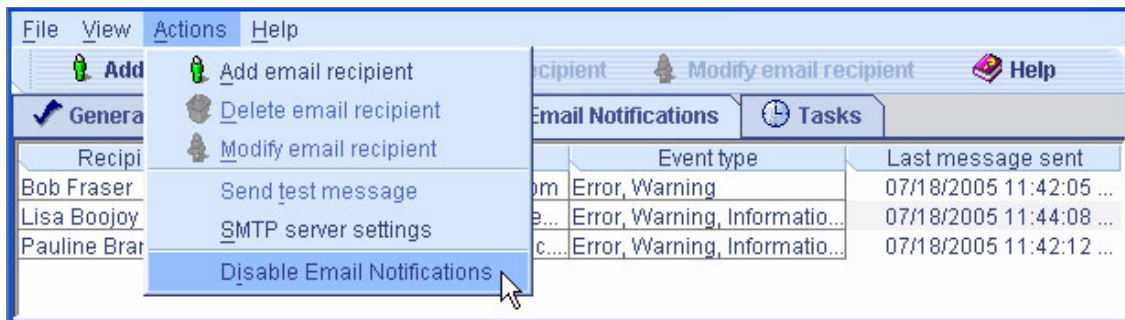 File View Actions Help
Add ecipient Modify email recipient Help
Add email recipient
Delete email recipient
Modify email recipient
Send test message
SMTP server settings
Disable Email Notifications
Genera Email Notifications Tasks
Recipi Event type Last message sent
Bob Fraser om Error, Warning 07/18/2005 11:42:05 ...
Lisa Boojoy e... Error, Warning, Informatio... 07/18/2005 11:44:08 ...
Pauline Brar c.... Error, Warning, Informatio... 07/18/2005 11:42:12 ...